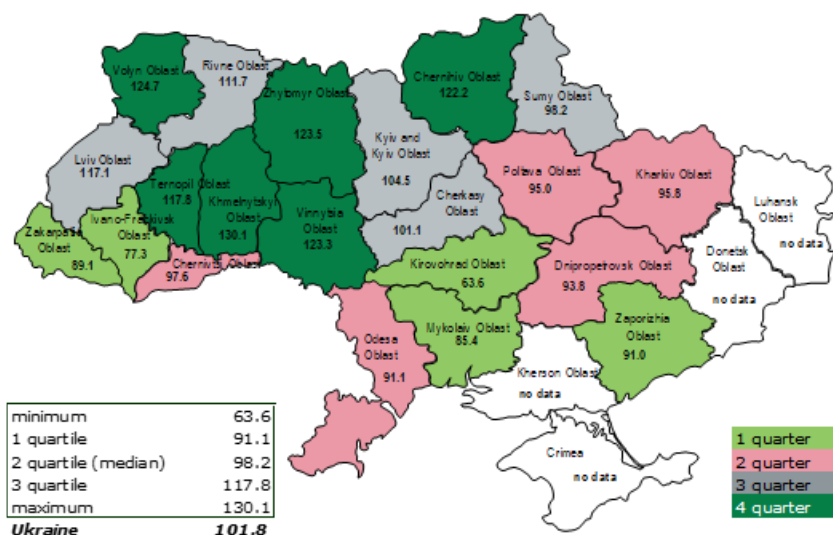 Volyn Oblast
124.7
Rivne Oblast
111.7
Zhytomyr Oblast
123.5
Chernihiv Oblast
122.2
Sumy Oblast
98.2
Kyiv and
Kyiv Oblast
104.5
Lviv Oblast
117.1
Ternopil Oblast
117.8
Khmelnytskyi
Oblast
130.1
Vinnytsia
Oblast
123.3
Cherkasy
Oblast
101.1
Poltava Oblast
95.0
Kharkiv Oblast
95.8
Luhansk
Oblast
no data
Donetsk
Oblast
no data
Oblast
89.1
Oblast
77.3
Chernivtsi Oblast
97.6
Kirovohrad Oblast
63.6
Dnipropetrovsk Oblast
93.8
Zaporizhia
Oblast
91.0
Mykolaiv Oblast
85.4
Odesa
Oblast
91.1
Kherson Oblast
no data
Crimea
no data
minimum 63.6
1 quartile 91.1
2 quartile (median) 98.2
3 quartile 117.8
maximum 130.1
Ukraine 101.8
1 quarter
2 quarter
3 quarter
4 quarter